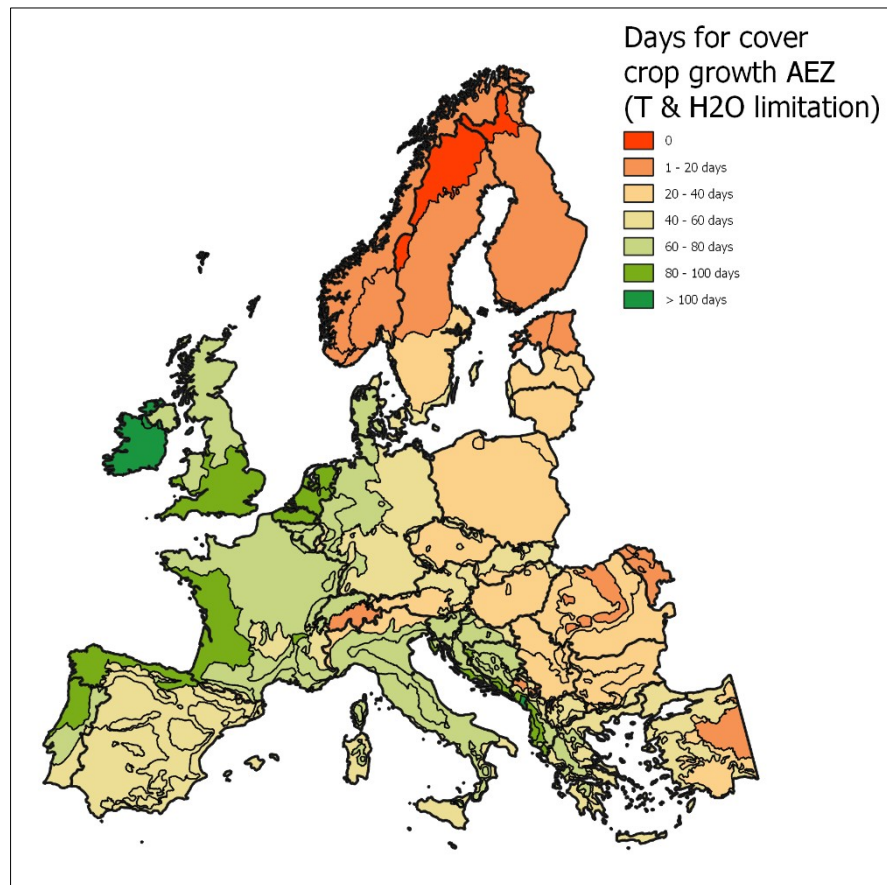 Days for cover
crop growth AEZ
(T & H2O limitation)
0
1 - 20 days
20 - 40 days
40 - 60 days
60 - 80 days
80 - 100 days
> 100 days